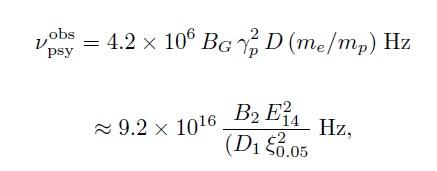 ν_psy^obs = 4.2 × 10^6 B_G γ_p^2 D (m_e/m_p) Hz
≈ 9.2 × 10^16 B_2 E_14^2 / (D_1 ξ_0.05^2 Hz,